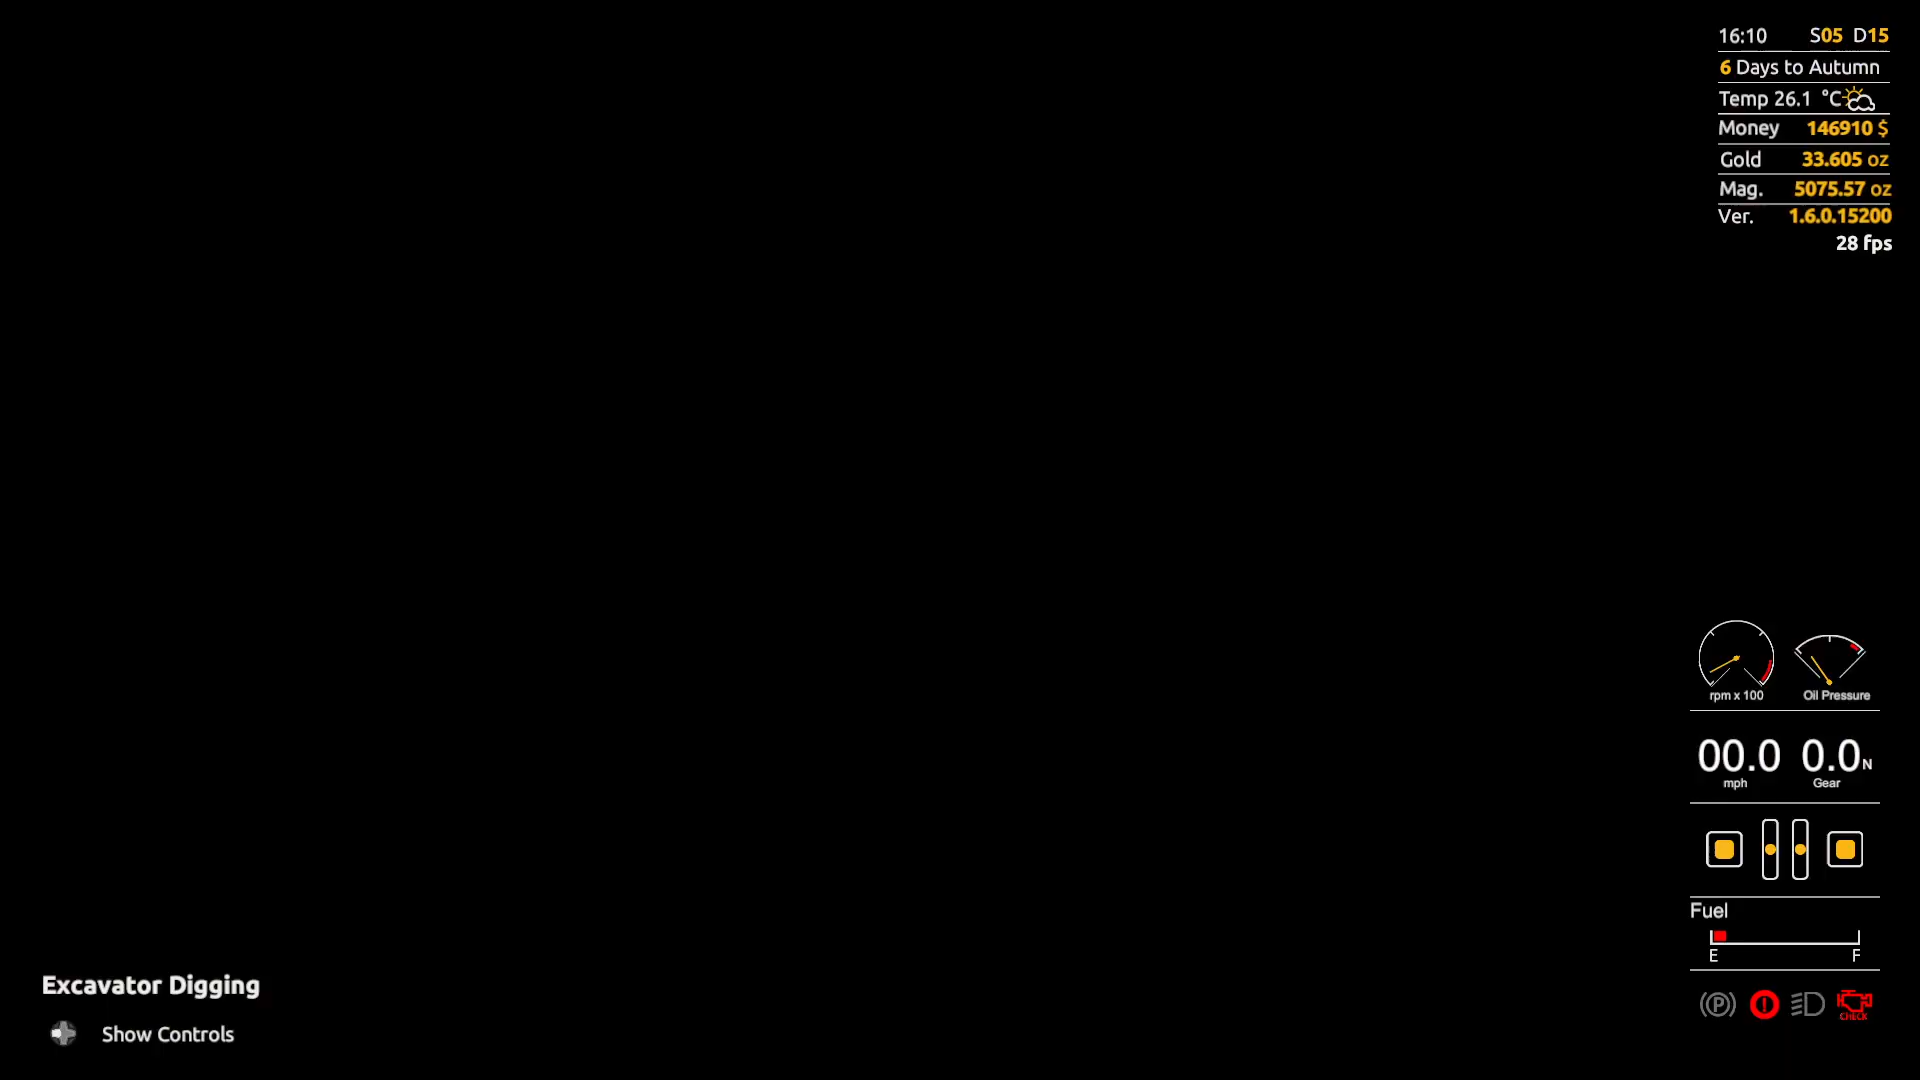 16:10 S05 D15
6 Days to Autumn
Temp 26.1 °C
Money 146910 $
Gold 33.605 oz
Mag. 5075.57 oz
Ver. 1.6.0.15200
28 fps
rpm x 100 Oil Pressure
00.0 0.0 N
mph Gear
Fuel
E F
Excavator Digging
Show Controls
(P) ! CHECK